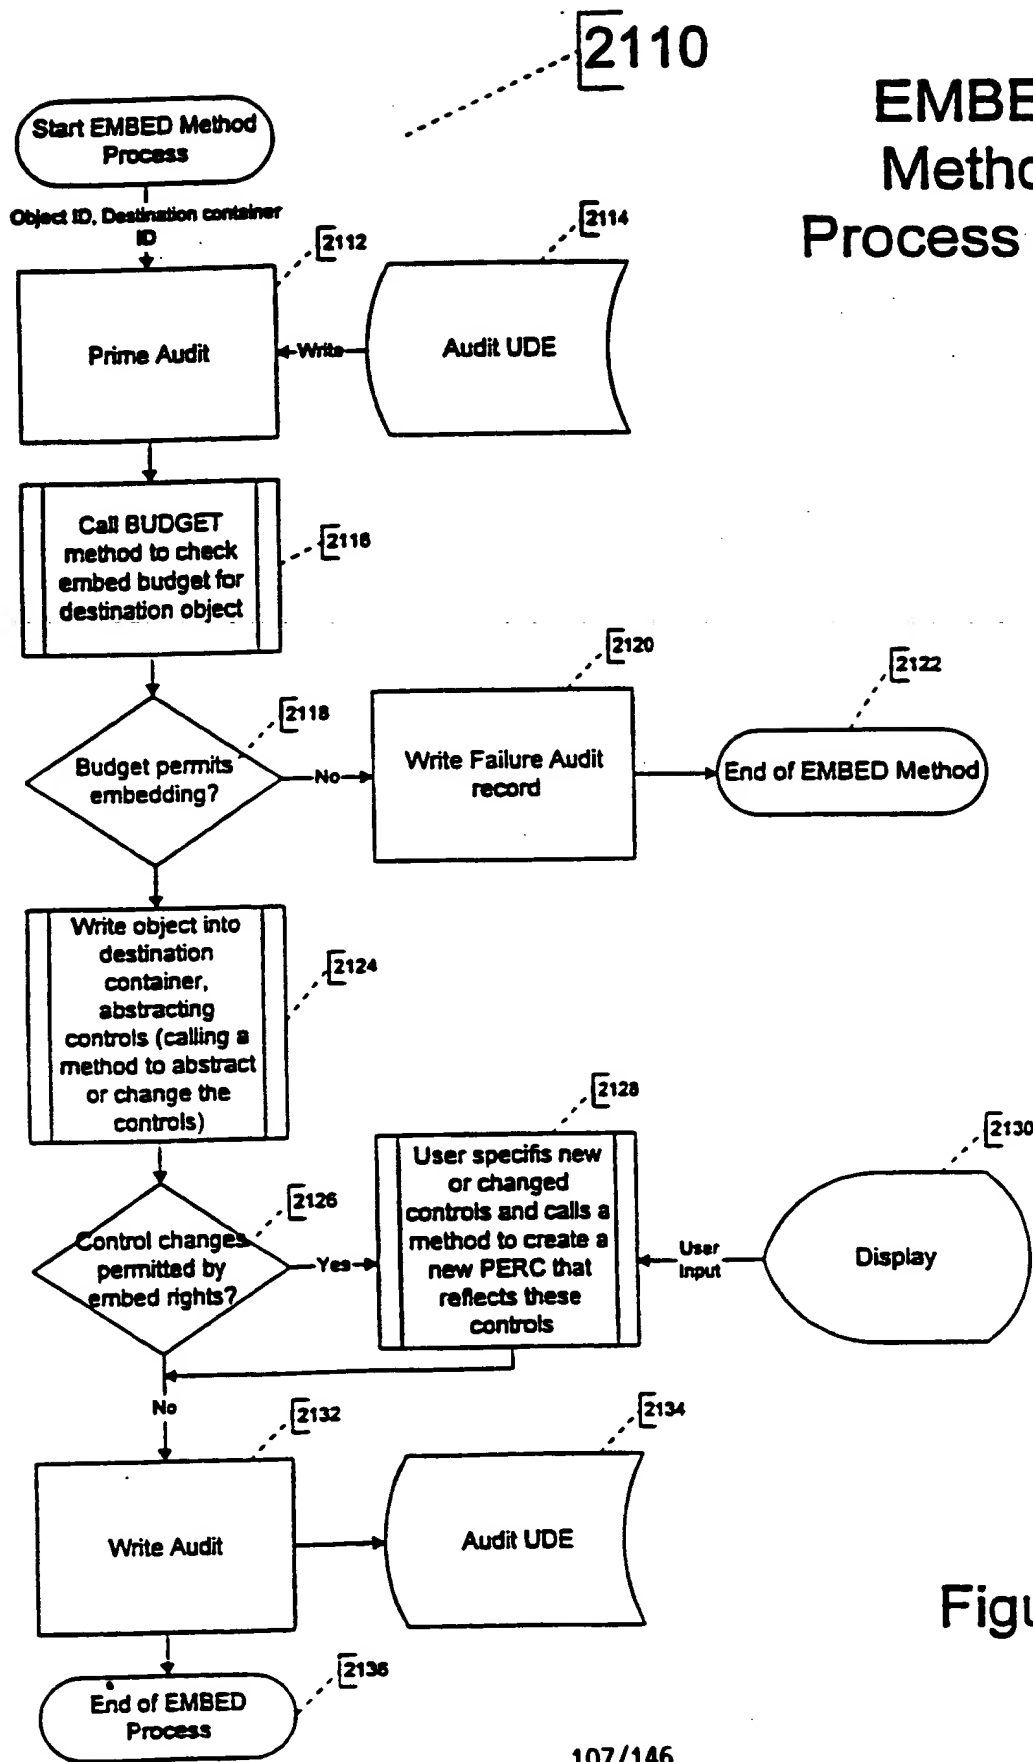 2110
EMBE
Metho
Process
Start EMBED Method
Process
Object ID, Destination container
ID
2112
2114
Prime Audit
Write
Audit UDE
Call BUDGET
method to check
embed budget for
destination object
2116
2118
2120
2122
Budget permits
embedding?
No
Write Failure Audit
record
End of EMBED Method
Write object into
destination
container,
abstracting
controls (calling a
method to abstract
or change the
controls)
2124
2128
2130
User specifis new
or changed
controls and calls a
method to create a
new PERC that
reflects these
controls
2126
Control changes
permitted by
embed rights?
Yes
User
Input
Display
No
2132
2134
Write Audit
Audit UDE
Figu
2136
End of EMBED
Process
107/146